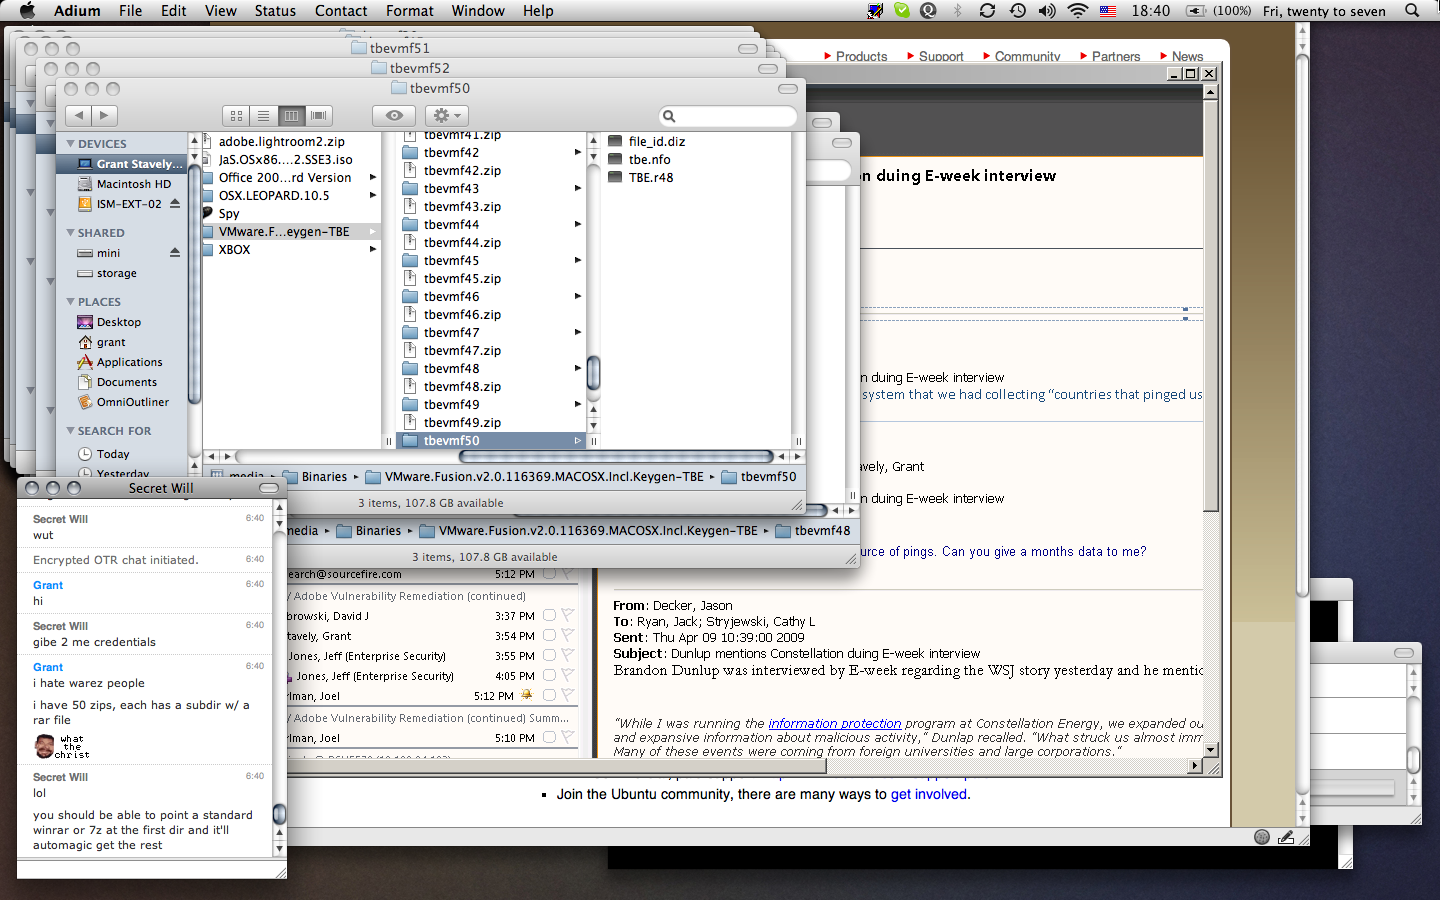 Adium File Edit View Status Contact Format Window Help 18:40 (100%) Fri, twenty to seven
tbevmf51
tbevmf52
tbevmf50
Products Support Community Partners News
DEVICES
Grant Stavely...
Macintosh HD
ISM-EXT-02
SHARED
mini
storage
PLACES
Desktop
grant
Applications
Documents
OmniOutliner
SEARCH FOR
Today
Yesterday
adobe.lightroom2.zip
JaS.OSx86....2.SSE3.iso
Office 200...rd Version
OSX.LEOPARD.10.5
Spy
VMware.F...eygen-TBE
XBOX
tbevmf41.zip
tbevmf42
tbevmf42.zip
tbevmf43
tbevmf43.zip
tbevmf44
tbevmf44.zip
tbevmf45
tbevmf45.zip
tbevmf46
tbevmf46.zip
tbevmf47
tbevmf47.zip
tbevmf48
tbevmf48.zip
tbevmf49
tbevmf49.zip
tbevmf50
file_id.diz
tbe.nfo
TBE.r48
media Binaries VMware.Fusion.v2.0.116369.MACOSX.Incl.Keygen-TBE tbevmf50
3 items, 107.8 GB available
media Binaries VMware.Fusion.v2.0.116369.MACOSX.Incl.Keygen-TBE tbevmf48
3 items, 107.8 GB available
on duing E-week interview
n duing E-week interview
system that we had collecting “countries that pinged us
avely, Grant
n duing E-week interview
urce of pings. Can you give a months data to me?
From: Decker, Jason
To: Ryan, Jack; Stryjewski, Cathy L
Sent: Thu Apr 09 10:39:00 2009
Subject: Dunlup mentions Constellation duing E-week interview
Brandon Dunlup was interviewed by E-week regarding the WSJ story yesterday and he mentio
“While I was running the information protection program at Constellation Energy, we expanded ou
and expansive information about malicious activity,” Dunlap recalled. “What struck us almost imm
Many of these events were coming from foreign universities and large corporations.”
earch@sourcefire.com 5:12 PM
/ Adobe Vulnerability Remediation (continued)
browski, David J 3:37 PM
tavely, Grant 3:54 PM
Jones, Jeff (Enterprise Security) 3:55 PM
Jones, Jeff (Enterprise Security) 4:05 PM
rlman, Joel 5:12 PM
/ Adobe Vulnerability Remediation (continued) Summ...
rlman, Joel 5:10 PM
Join the Ubuntu community, there are many ways to get involved.
Secret Will
Secret Will 6:40
wut
Encrypted OTR chat initiated. 6:40
Grant 6:40
hi
Secret Will 6:40
gibe 2 me credentials
Grant 6:40
i hate warez people
i have 50 zips, each has a subdir w/ a
rar file
what
the
christ
Secret Will 6:40
lol
you should be able to point a standard
winrar or 7z at the first dir and it'll
automagic get the rest